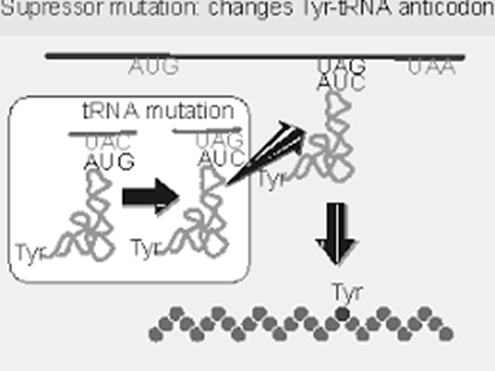 Supressor mutation: changes Tyr-tRNA anticodon
AUG UAG UAA
AUC
tRNA mutation
UAC UAG
AUG AUC
Tyr
Tyr Tyr
Tyr